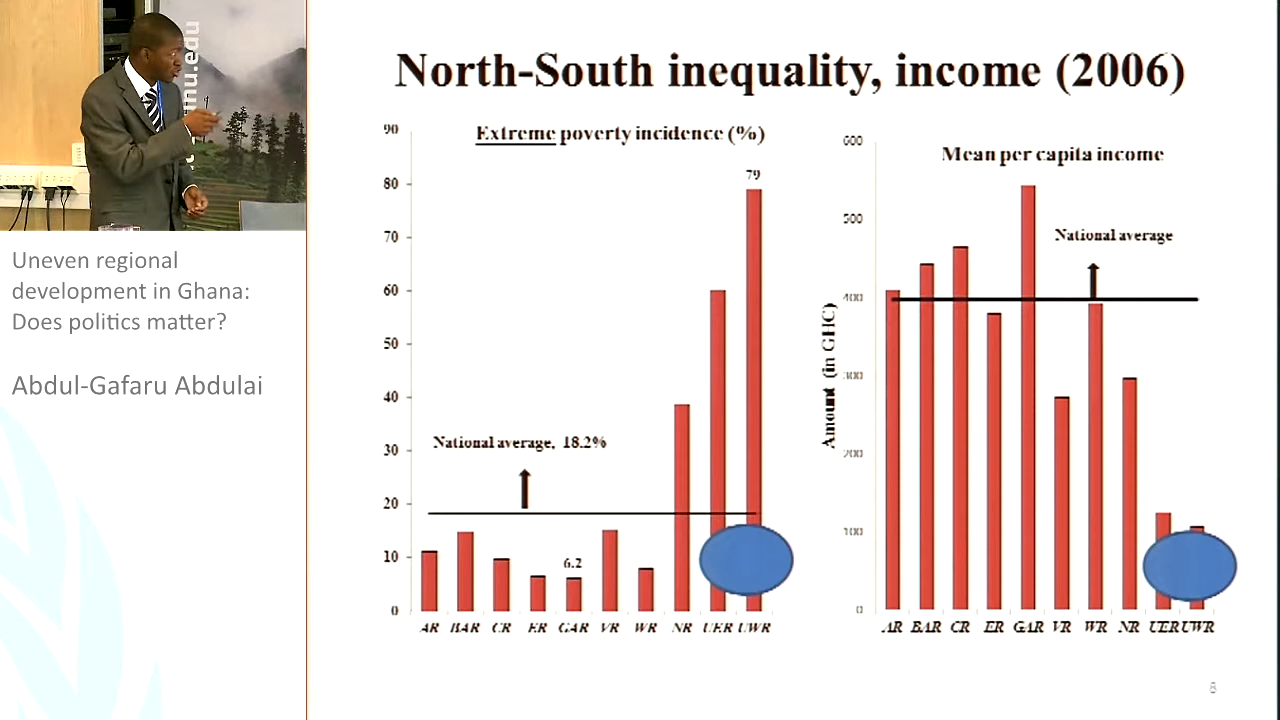 nu.edu
Uneven regional
development in Ghana:
Does politics matter?
Abdul-Gafaru Abdulai
North-South inequality, income (2006)
Extreme poverty incidence (%)
90
80
70
60
50
40
30
20
10
0
79
National average, 18.2%
6.2
AR BAR CR ER GAR VR WR NR UER UWR
Mean per capita income
600
500
400
300
200
100
0
National average
Amount (in GHC)
AR BAR CR ER GAR VR WR NR UER UWR
8